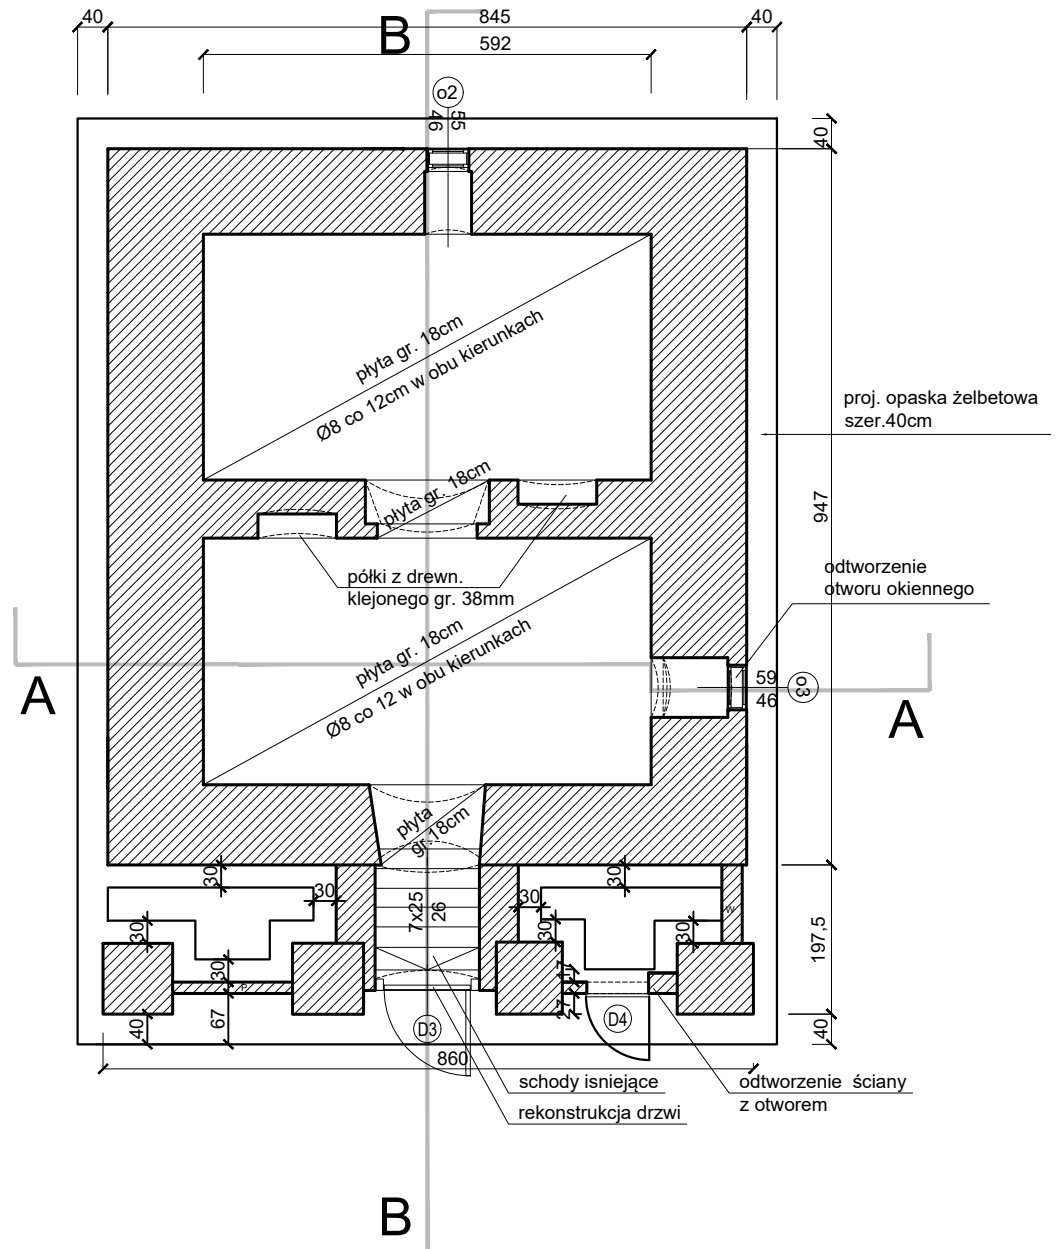 40
845
40
B
592
o2
46
55
40
płyta gr. 18cm
Ø8 co 12cm w obu kierunkach
proj. opaska żelbetowa
szer.40cm
płyta gr. 18cm
947
półki z drewn.
klejonego gr. 38mm
odtworzenie
otworu okiennego
płyta gr. 18cm
Ø8 co 12 w obu kierunkach
A
59
46
o3
A
płyta
gr.18cm
30
30
30
30
7x25
26
W
30
30
30
30
197,5
P
27
67
40
D3
D4
40
860
schody isniejące
rekonstrukcja drzwi
odtworzenie ściany
z otworem
B